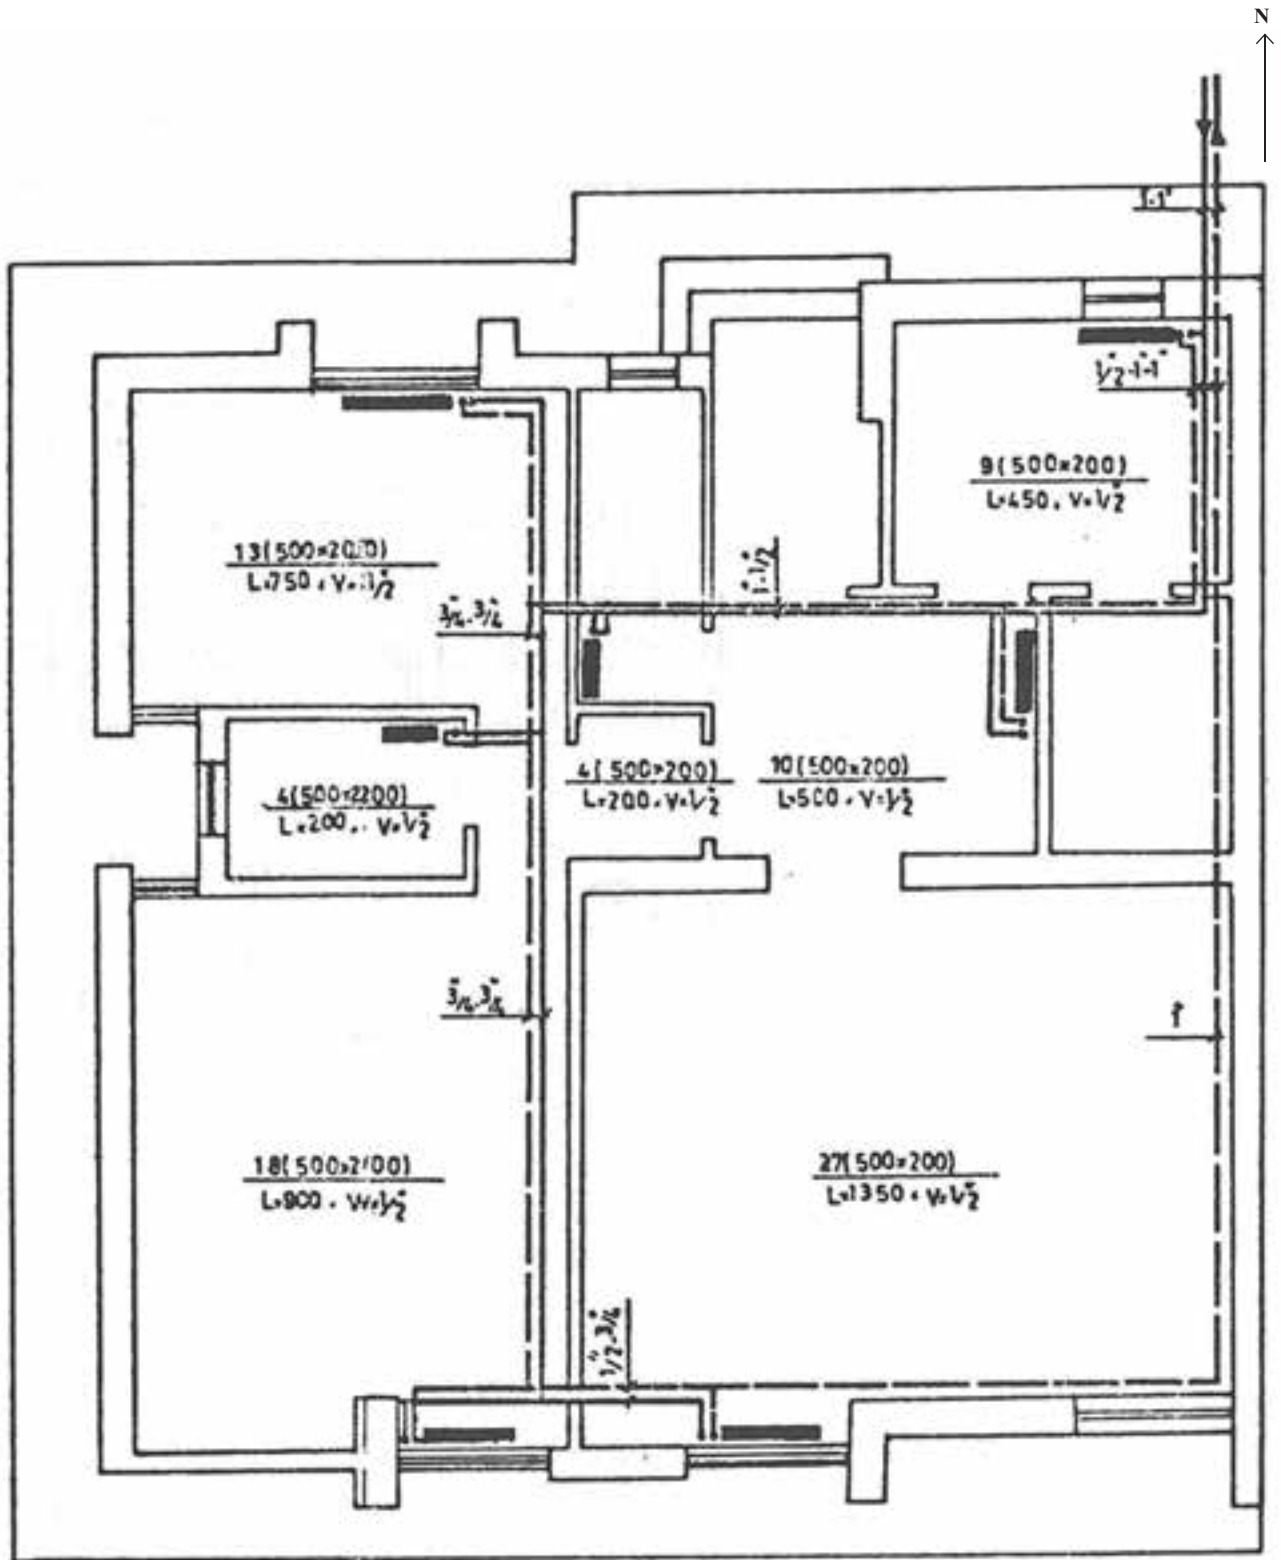 N
1"-1"
1/2"-1"-1"
9(500×200)
L=450, V=1/2"
13(500×200)
L=750, V=1/2"
1"-1/2"
3/4"-3/4"
4(500×200)
L=200, V=1/2"
10(500×200)
L=500, V=1/2"
4(500×2200)
L=200, V=1/2"
3/4"-3/4"
1"
18(500×200)
L=900, V=1/2"
27(500×200)
L=1350, V=1/2"
1/2"-3/4"